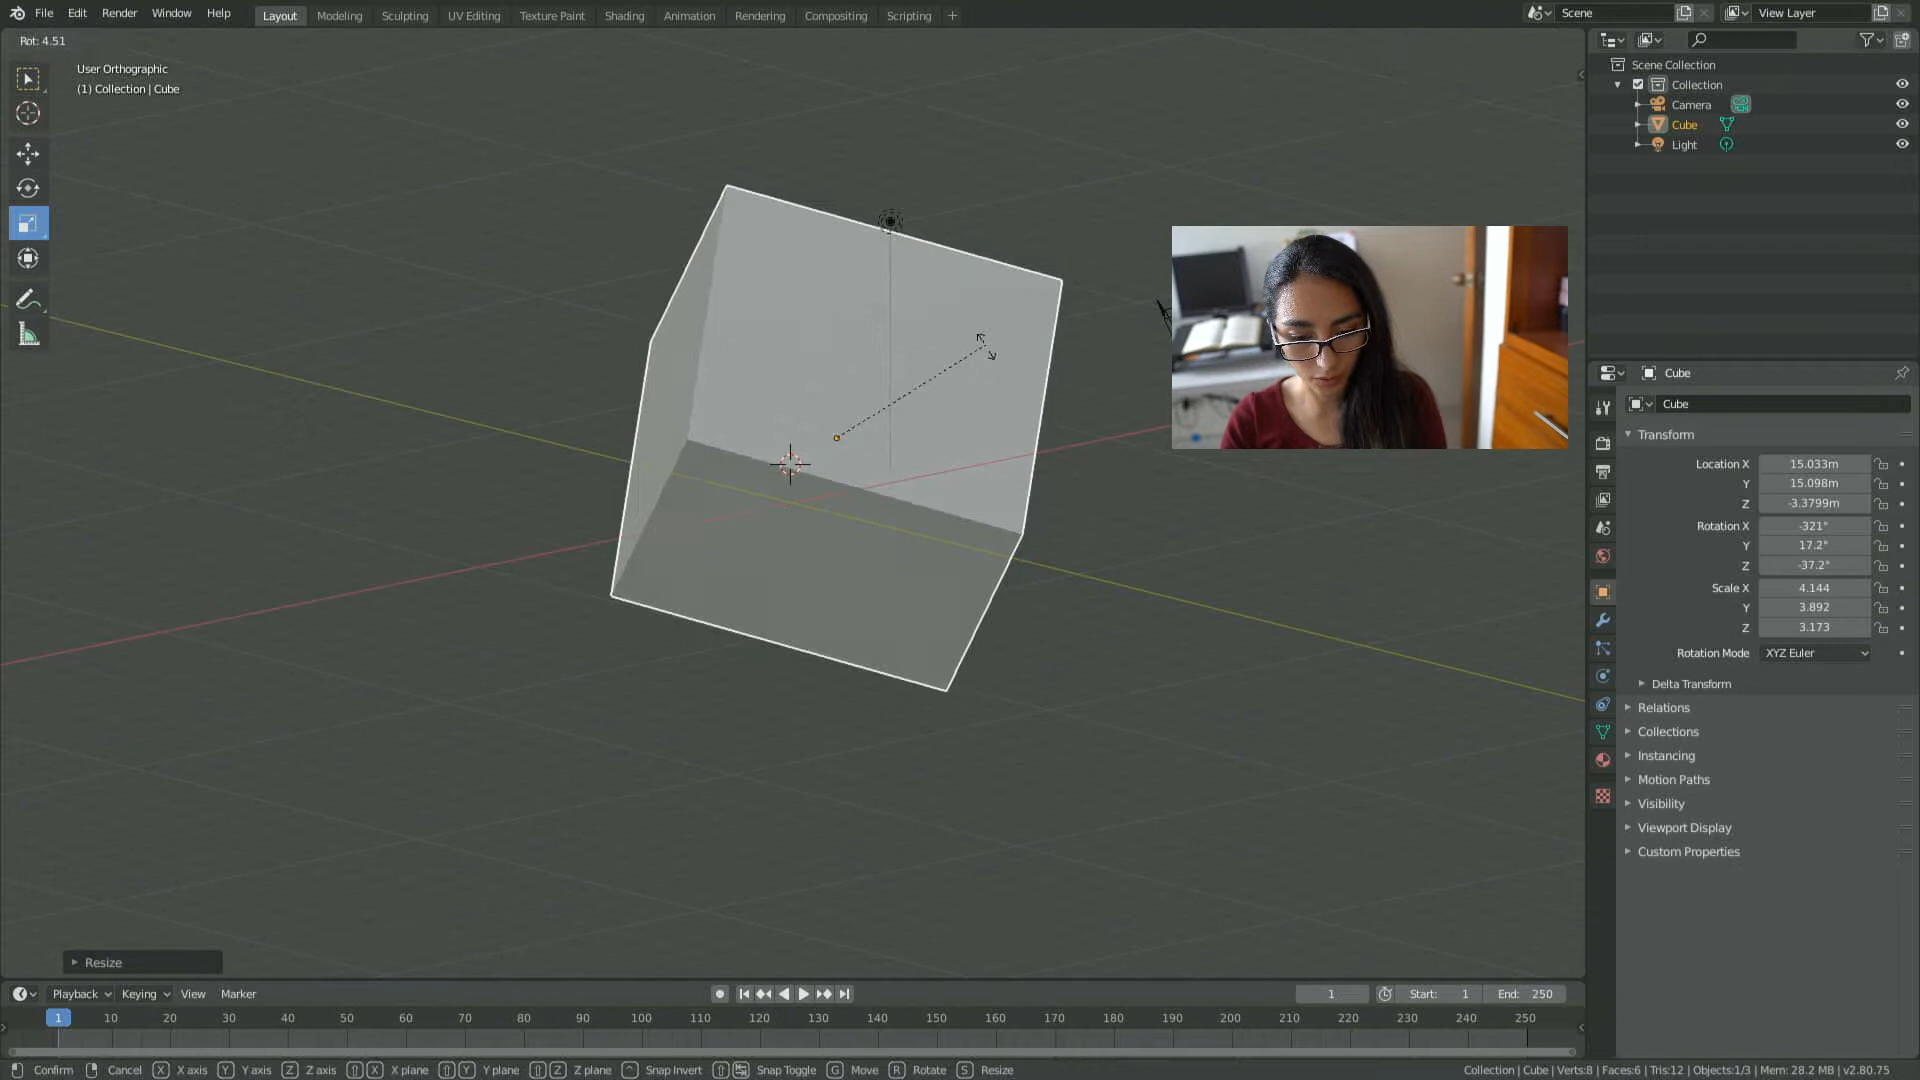 File Edit Render Window Help
Layout Modeling Sculpting UV Editing Texture Paint Shading Animation Rendering Compositing Scripting +
Scene
View Layer
Rot: 4.51
User Orthographic
(1) Collection | Cube
Scene Collection
Collection
Camera
Cube
Light
Cube
Cube
Transform
Location X 15.033m
Y 15.098m
Z -3.3799m
Rotation X -321°
Y 17.2°
Z -37.2°
Scale X 4.144
Y 3.892
Z 3.173
Rotation Mode XYZ Euler
Delta Transform
Relations
Collections
Instancing
Motion Paths
Visibility
Viewport Display
Custom Properties
Resize
Playback Keying View Marker
1 Start: 1 End: 250
1 10 20 30 40 50 60 70 80 90 100 110 120 130 140 150 160 170 180 190 200 210 220 230 240 250
Confirm Cancel X X axis Y Y axis Z Z axis X X plane Y Y plane Z Z plane Snap Invert Snap Toggle G Move R Rotate S Resize
Collection | Cube | Verts:8 | Faces:6 | Tris:12 | Objects:1/3 | Mem: 28.2 MB | v2.80.75